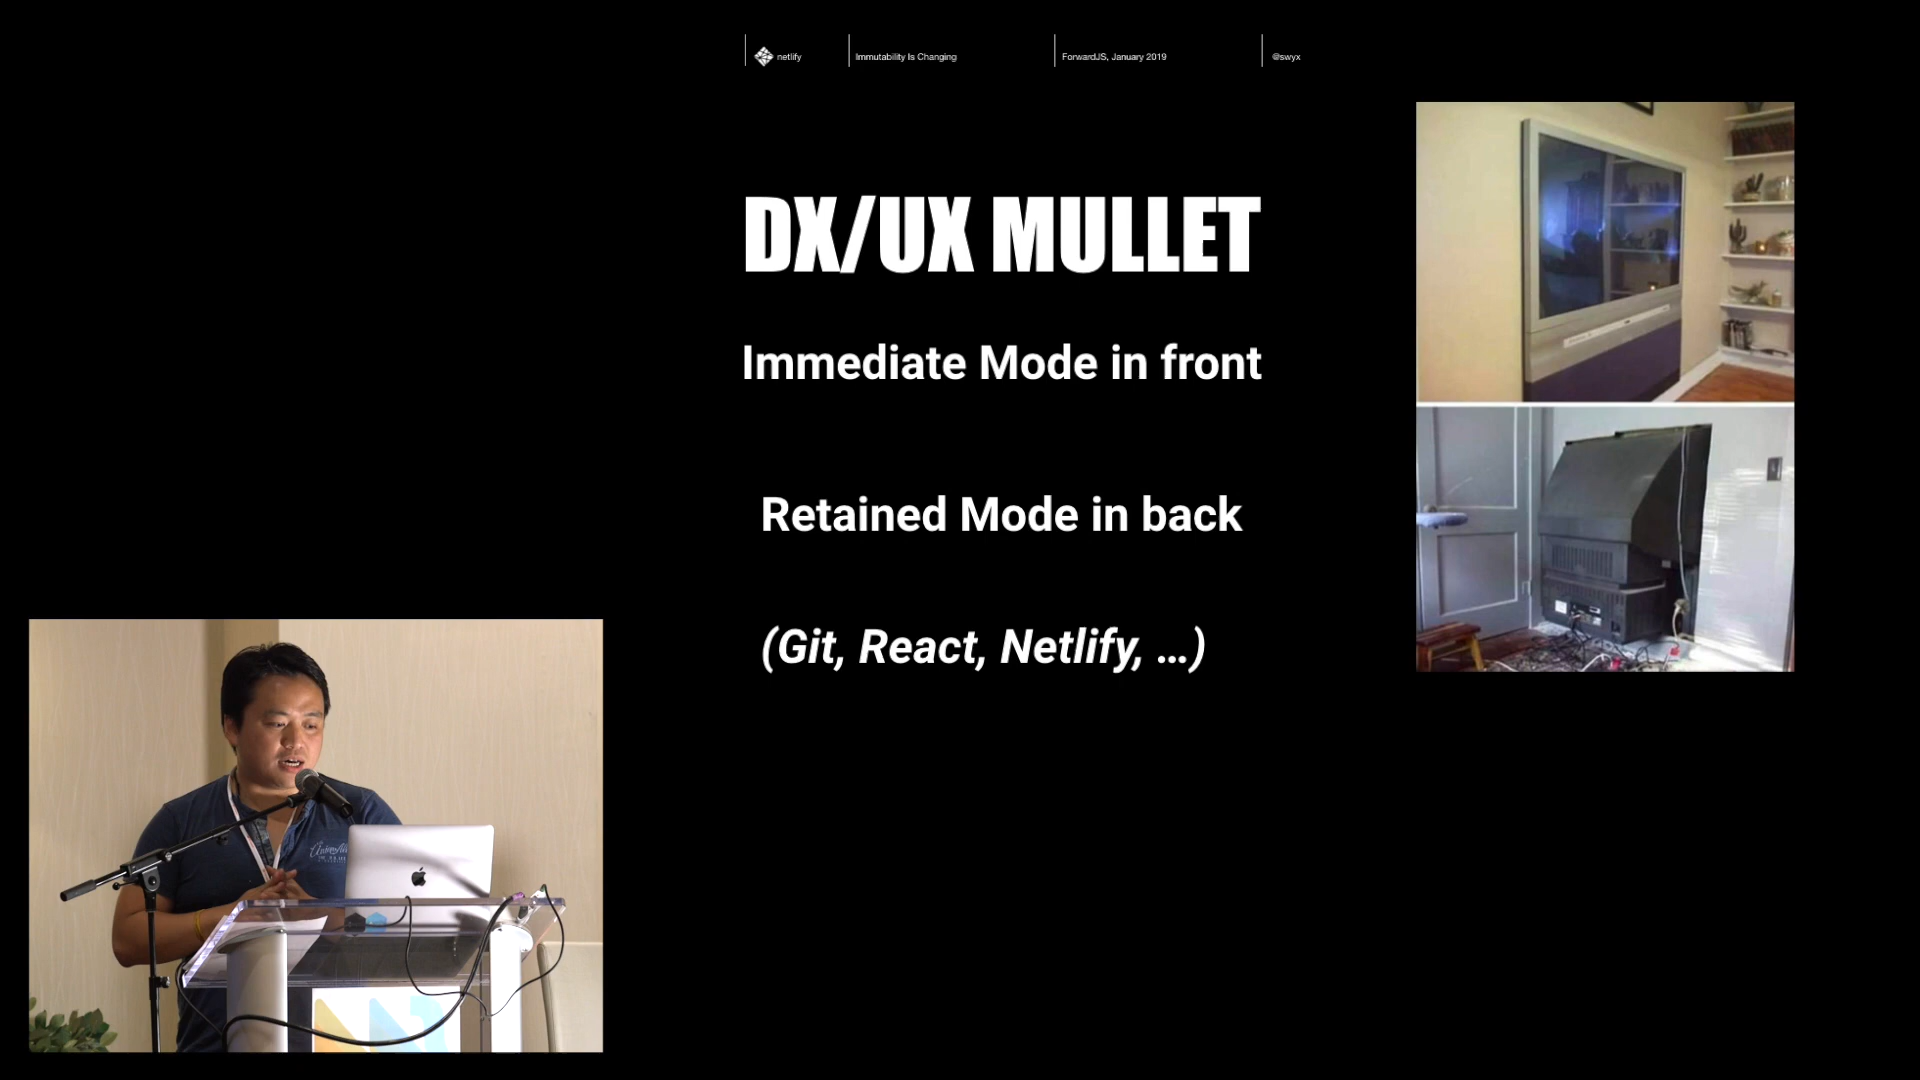 netlify
Immutability Is Changing
ForwardJS, January 2019
@swyx
DX/UX MULLET
Immediate Mode in front
Retained Mode in back
(Git, React, Netlify, ...)